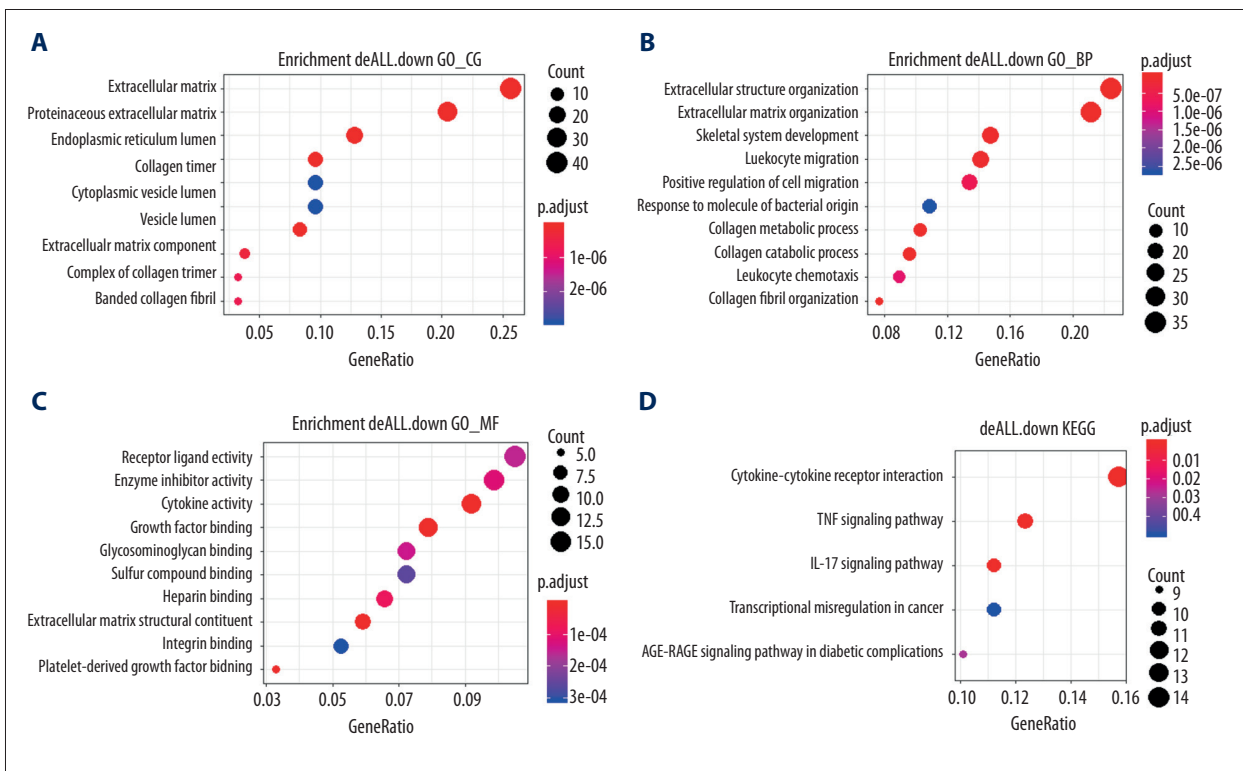 A
Enrichment deALL.down GO_CG
Extracellular matrix
Proteinaceous extracellular matrix
Endoplasmic reticulum lumen
Collagen timer
Cytoplasmic vesicle lumen
Vesicle lumen
Extracellualr matrix component
Complex of collagen trimer
Banded collagen fibril
0.05 0.10 0.15 0.20 0.25
GeneRatio
Count
10
20
30
40
p.adjust
1e-06
2e-06
B
Enrichment deALL.down GO_BP
Extracellular structure organization
Extracellular matrix organization
Skeletal system development
Luekocyte migration
Positive regulation of cell migration
Response to molecule of bacterial origin
Collagen metabolic process
Collagen catabolic process
Leukocyte chemotaxis
Collagen fibril organization
0.08 0.12 0.16 0.20
GeneRatio
p.adjust
5.0e-07
1.0e-06
1.5e-06
2.0e-06
2.5e-06
Count
10
20
25
30
35
C
Enrichment deALL.down GO_MF
Receptor ligand ectivity
Enzyme inhibitor activity
Cytokine activity
Growth factor binding
Glycosominoglycan binding
Sulfur compound binding
Heparin binding
Extracellular matrix structural contituent
Integrin binding
Platelet-derived growth factor bidning
0.03 0.05 0.07 0.09
GeneRatio
Count
5.0
7.5
10.0
12.5
15.0
p.adjust
1e-04
2e-04
3e-04
D
deALL.down KEGG
Cytokine-cytokine receptor interaction
TNF signaling pathway
IL-17 signaling pathway
Transcriptional misregulation in cancer
AGE-RAGE signaling pathway in diabetic complications
0.10 0.12 0.14 0.16
GeneRatio
p.adjust
0.01
0.02
0.03
00.4
Count
9
10
11
12
13
14